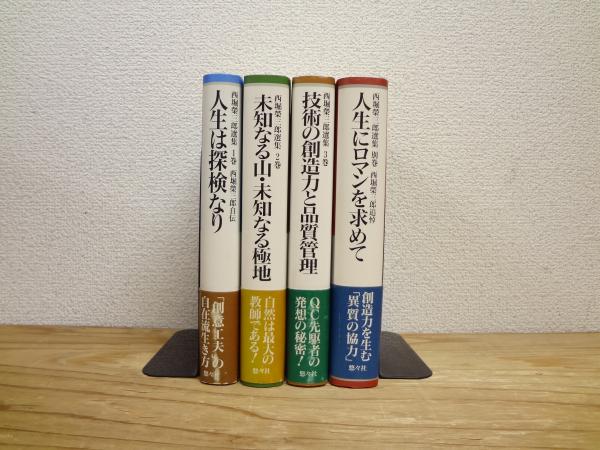 西堀榮三郎選集 1巻 西堀榮三郎自伝
人生は探検なり
「創意工夫の
自在流生き方
悠々社
西堀榮三郎選集 2巻
未知なる山・未知なる極地
自然は最大の
教師である!
悠々社
西堀榮三郎選集 3巻
技術の創造力と品質管理
QC先駆者の
発想の秘密!
悠々社
西堀榮三郎選集 別巻 西堀榮三郎追悼
人生にロマンを求めて
創造力を生む
「異質の協力」
悠々社